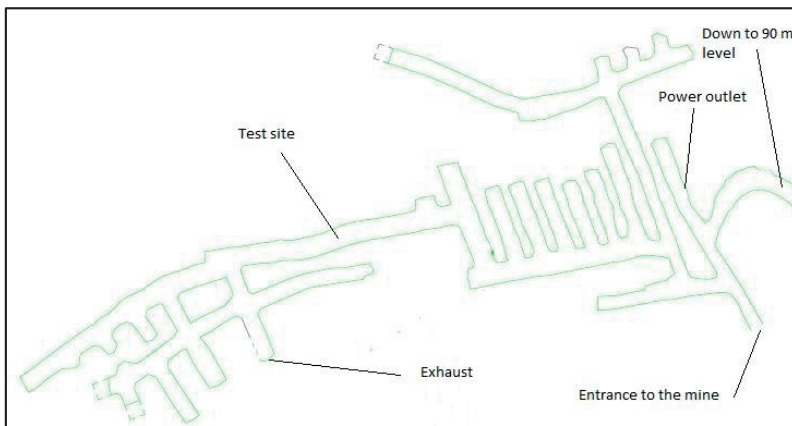 Down to 90 m
level
Power outlet
Test site
Exhaust
Entrance to the mine